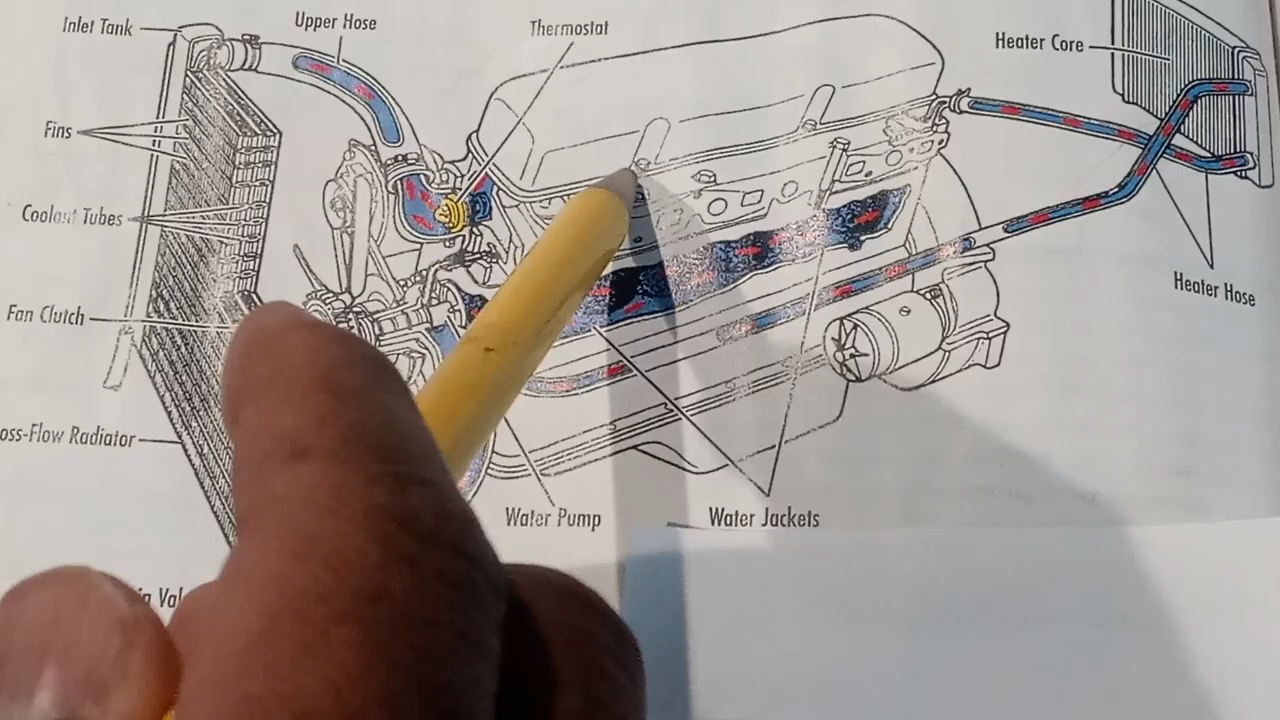 Inlet Tank
Upper Hose
Thermostat
Heater Core
Fins
Coolant Tubes
Heater Hose
Fan Clutch
oss-Flow Radiator
Water Pump
Water Jackets